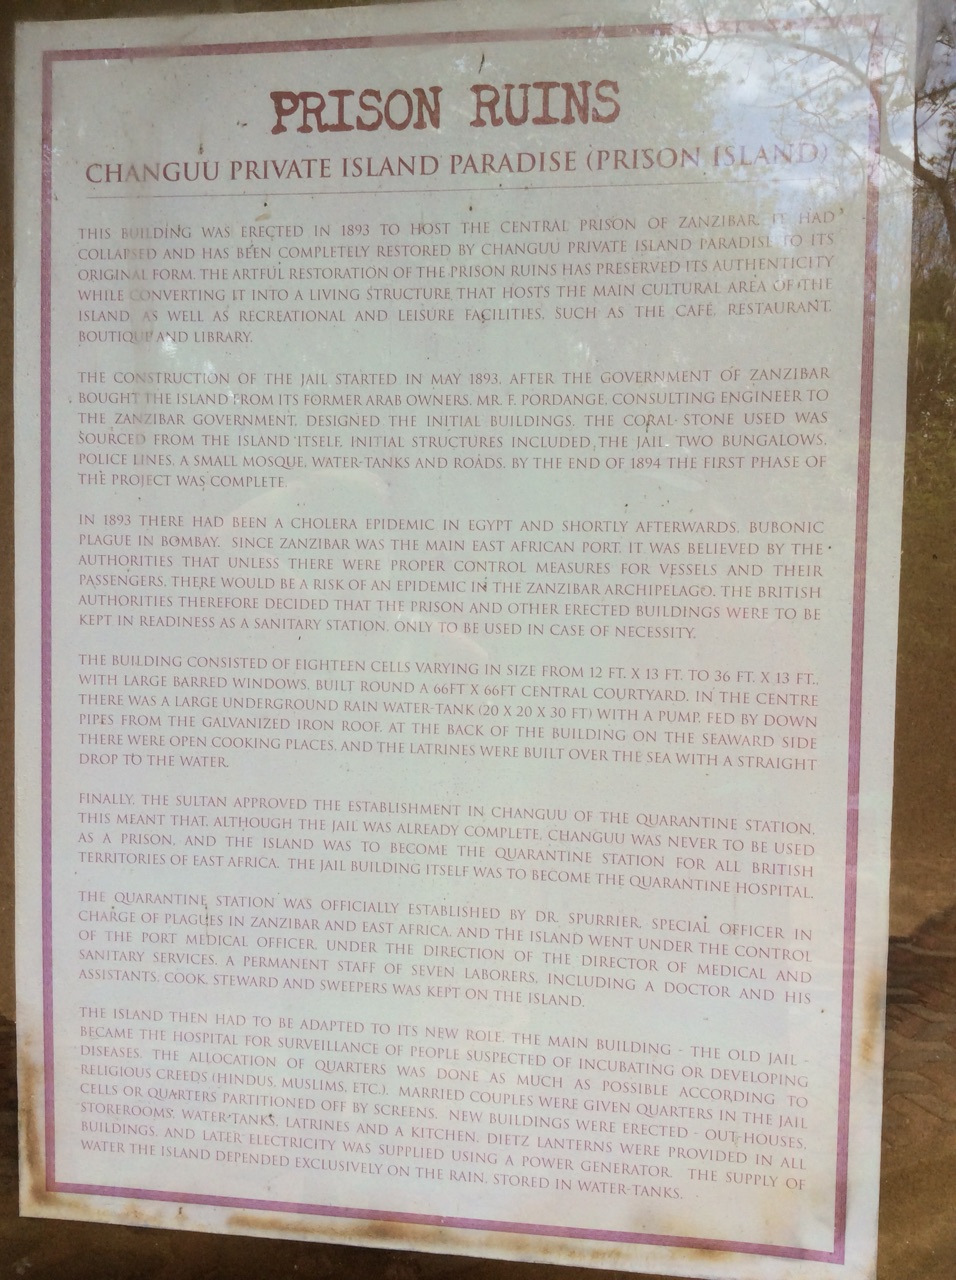 PRISON RUINS
CHANGUU PRIVATE ISLAND PARADISE (PRISON ISLAND)
THIS BUILDING WAS ERECTED IN 1893 TO HOST THE CENTRAL PRISON OF ZANZIBAR. IT HAD
COLLAPSED AND HAS BEEN COMPLETELY RESTORED BY CHANGUU PRIVATE ISLAND PARADISE TO ITS
ORIGINAL FORM. THE ARTFUL RESTORATION OF THE PRISON RUINS HAS PRESERVED ITS AUTHENTICITY
WHILE CONVERTING IT INTO A LIVING STRUCTURE THAT HOSTS THE MAIN CULTURAL AREA OF THE
ISLAND AS WELL AS RECREATIONAL AND LEISURE FACILITIES, SUCH AS THE CAFE, RESTAURANT,
BOUTIQUE AND LIBRARY.
THE CONSTRUCTION OF THE JAIL STARTED IN MAY 1893, AFTER THE GOVERNMENT OF ZANZIBAR
BOUGHT THE ISLAND FROM ITS FORMER ARAB OWNERS. MR. F. PORDANGE, CONSULTING ENGINEER TO
THE ZANZIBAR GOVERNMENT, DESIGNED THE INITIAL BUILDINGS. THE CORAL-STONE USED WAS
SOURCED FROM THE ISLAND ITSELF. INITIAL STRUCTURES INCLUDED THE JAIL, TWO BUNGALOWS,
POLICE LINES, A SMALL MOSQUE, WATER-TANKS AND ROADS. BY THE END OF 1894 THE FIRST PHASE OF
THE PROJECT WAS COMPLETE.
IN 1893 THERE HAD BEEN A CHOLERA EPIDEMIC IN EGYPT AND SHORTLY AFTERWARDS, BUBONIC
PLAGUE IN BOMBAY. SINCE ZANZIBAR WAS THE MAIN EAST AFRICAN PORT, IT WAS BELIEVED BY THE
AUTHORITIES THAT UNLESS THERE WERE PROPER CONTROL MEASURES FOR VESSELS AND THEIR
PASSENGERS, THERE WOULD BE A RISK OF AN EPIDEMIC IN THE ZANZIBAR ARCHIPELAGO. THE BRITISH
AUTHORITIES THEREFORE DECIDED THAT THE PRISON AND OTHER ERECTED BUILDINGS WERE TO BE
KEPT IN READINESS AS A SANITARY STATION, ONLY TO BE USED IN CASE OF NECESSITY.
THE BUILDING CONSISTED OF EIGHTEEN CELLS VARYING IN SIZE FROM 12 FT. X 13 FT. TO 36 FT. X 13 FT.,
WITH LARGE BARRED WINDOWS, BUILT ROUND A 66FT X 66FT CENTRAL COURTYARD. IN THE CENTRE
THERE WAS A LARGE UNDERGROUND RAIN WATER-TANK (20 X 20 X 30 FT) WITH A PUMP, FED BY DOWN
PIPES FROM THE GALVANIZED IRON ROOF. AT THE BACK OF THE BUILDING ON THE SEAWARD SIDE
THERE WERE OPEN COOKING PLACES, AND THE LATRINES WERE BUILT OVER THE SEA WITH A STRAIGHT
DROP TO THE WATER.
FINALLY, THE SULTAN APPROVED THE ESTABLISHMENT IN CHANGUU OF THE QUARANTINE STATION,
THIS MEANT THAT, ALTHOUGH THE JAIL WAS ALREADY COMPLETE, CHANGUU WAS NEVER TO BE USED
AS A PRISON, AND THE ISLAND WAS TO BECOME THE QUARANTINE STATION FOR ALL BRITISH
TERRITORIES OF EAST AFRICA. THE JAIL BUILDING ITSELF WAS TO BECOME THE QUARANTINE HOSPITAL.
THE QUARANTINE STATION WAS OFFICIALLY ESTABLISHED BY DR. SPURRIER, SPECIAL OFFICER IN
CHARGE OF PLAGUES IN ZANZIBAR AND EAST AFRICA, AND THE ISLAND WENT UNDER THE CONTROL
OF THE PORT MEDICAL OFFICER, UNDER THE DIRECTION OF THE DIRECTOR OF MEDICAL AND
SANITARY SERVICES. A PERMANENT STAFF OF SEVEN LABORERS, INCLUDING A DOCTOR AND HIS
ASSISTANTS, COOK, STEWARD AND SWEEPERS WAS KEPT ON THE ISLAND.
THE ISLAND THEN HAD TO BE ADAPTED TO ITS NEW ROLE. THE MAIN BUILDING - THE OLD JAIL -
BECAME THE HOSPITAL FOR SURVEILLANCE OF PEOPLE SUSPECTED OF INCUBATING OR DEVELOPING
DISEASES. THE ALLOCATION OF QUARTERS WAS DONE AS MUCH AS POSSIBLE ACCORDING TO
RELIGIOUS CREEDS (HINDUS, MUSLIMS, ETC.). MARRIED COUPLES WERE GIVEN QUARTERS IN THE JAIL
CELLS OR QUARTERS PARTITIONED OFF BY SCREENS. NEW BUILDINGS WERE ERECTED - OUT-HOUSES,
STOREROOMS, WATER-TANKS, LATRINES AND A KITCHEN. DIETZ LANTERNS WERE PROVIDED IN ALL
BUILDINGS, AND LATER ELECTRICITY WAS SUPPLIED USING A POWER GENERATOR. THE SUPPLY OF
WATER THE ISLAND DEPENDED EXCLUSIVELY ON THE RAIN, STORED IN WATER-TANKS.